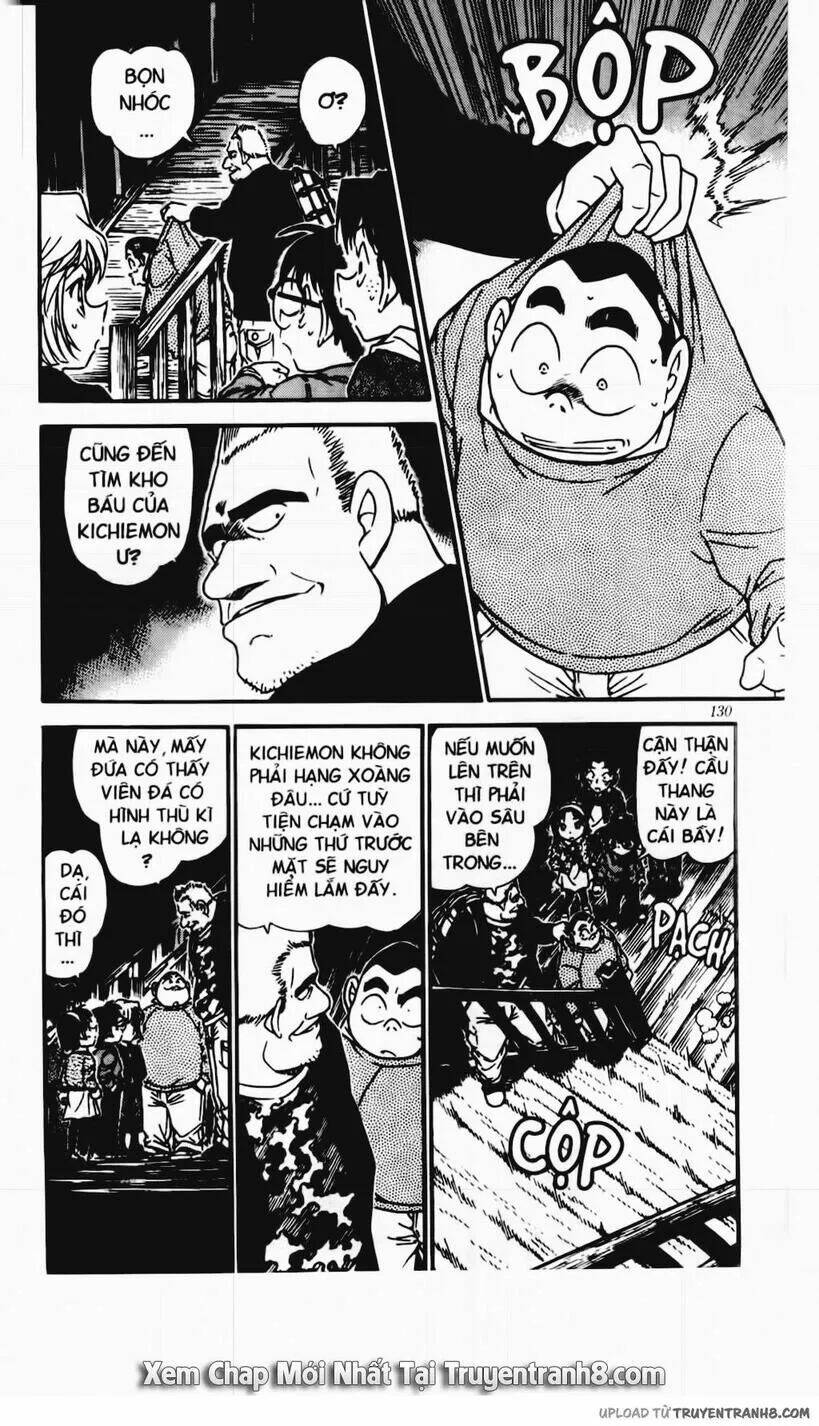 BỘP
Ơ?
BỌN
NHÓC
...
CŨNG ĐẾN
TÌM KHO
BÁU CỦA
KICHIEMON
Ư?
130
CẬN THẬN
ĐẤY! CẦU
THANG
NÀY LÀ
CÁI BẪY!
NẾU MUỐN
LÊN TRÊN
THÌ PHẢI
VÀO SÂU
BÊN
TRONG...
PẠCH
CỘP
KICHIEMON KHÔNG
PHẢI HẠNG XOÀNG
ĐÂU... CỨ TUỲ
TIỆN CHẠM VÀO
NHỮNG THỨ TRƯỚC
MẶT SẼ NGUY
HIỂM LẮM ĐẤY.
MÀ NÀY, MẤY
ĐỨA CÓ THẤY
VIÊN ĐÁ CÓ
HÌNH THÙ KÌ
LẠ KHÔNG
?
DẠ,
CÁI
ĐÓ
THÌ
...
Xem Chap Mới Nhất Tại Truyentranh8.com
UPLOAD TỪ TRUYENTRANH8.COM